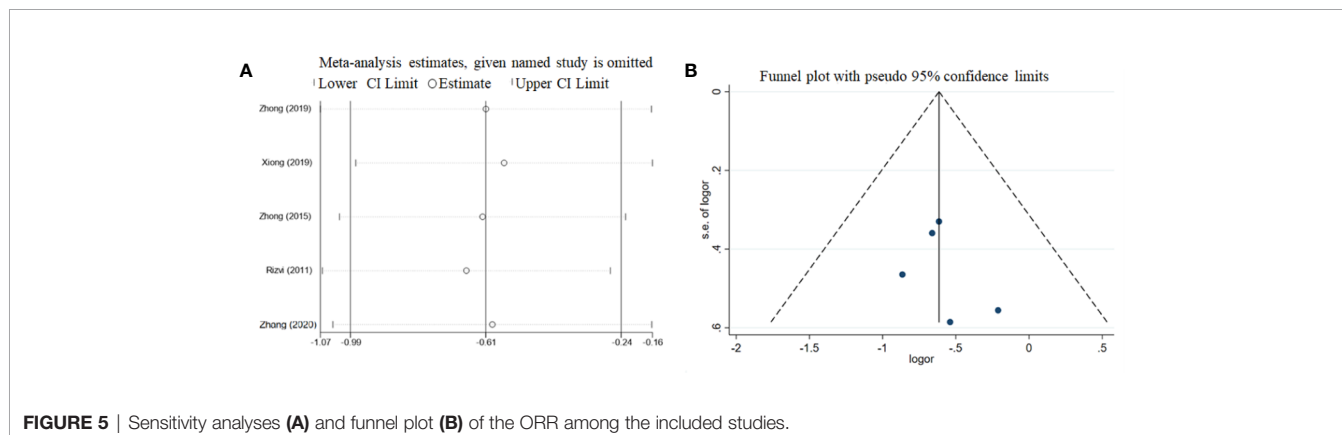 A
Meta-analysis estimates, given named study is omitted
Lower CI Limit Estimate Upper CI Limit
Zhong (2019)
Xiong (2019)
Zhong (2015)
Rizvi (2011)
Zhang (2020)
-1.07 -0.99 -0.61 -0.24 -0.16
B
Funnel plot with pseudo 95% confidence limits
s.e. of logor
0
.2
.4
.6
-2 -1.5 -1 -.5 0 .5
logor
FIGURE 5 | Sensitivity analyses (A) and funnel plot (B) of the ORR among the included studies.